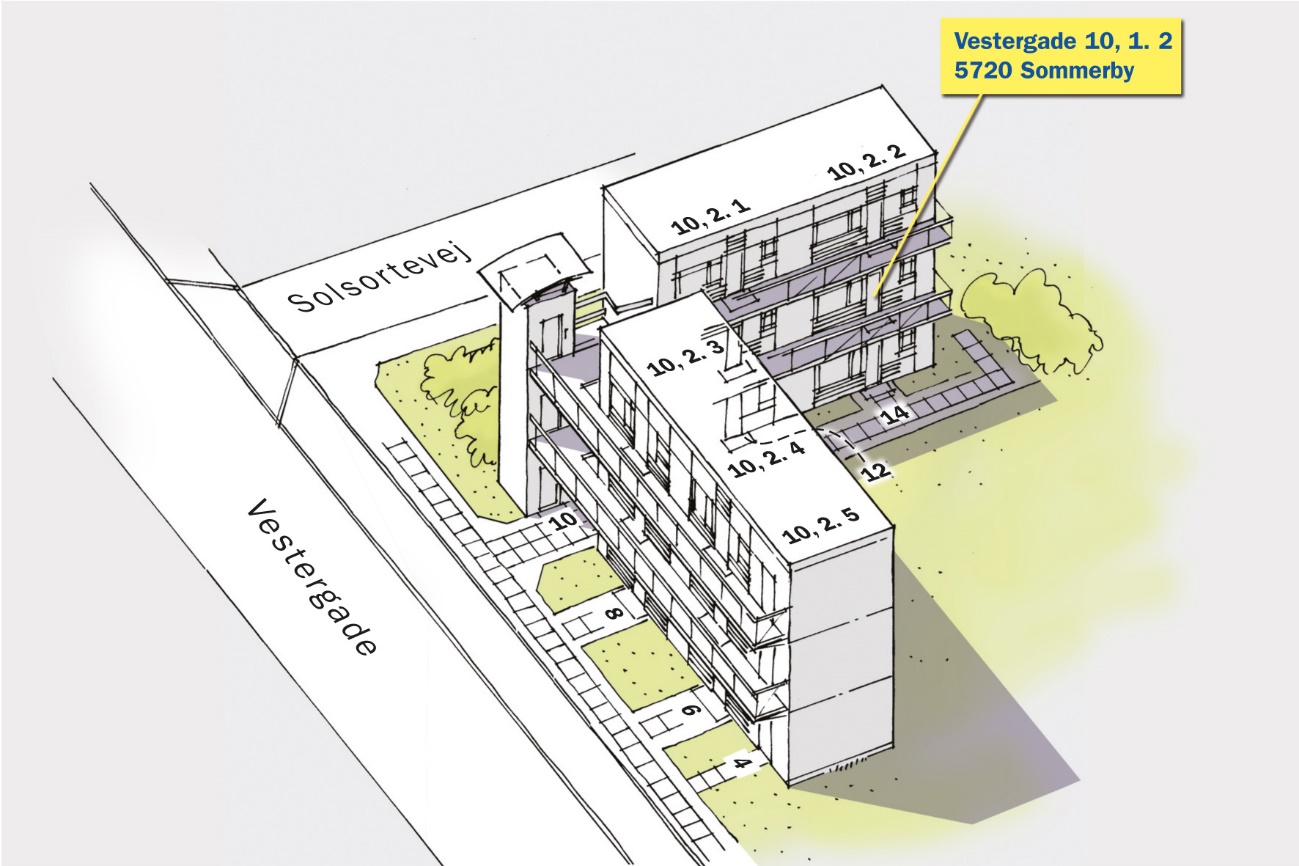 Vestergade 10, 1. 2
5720 Sommerby
10, 2. 2
10, 2. 1
Solsortevej
10, 2. 3
14
10, 2. 4
12
10, 2. 5
10
Vestergade
8
6
4